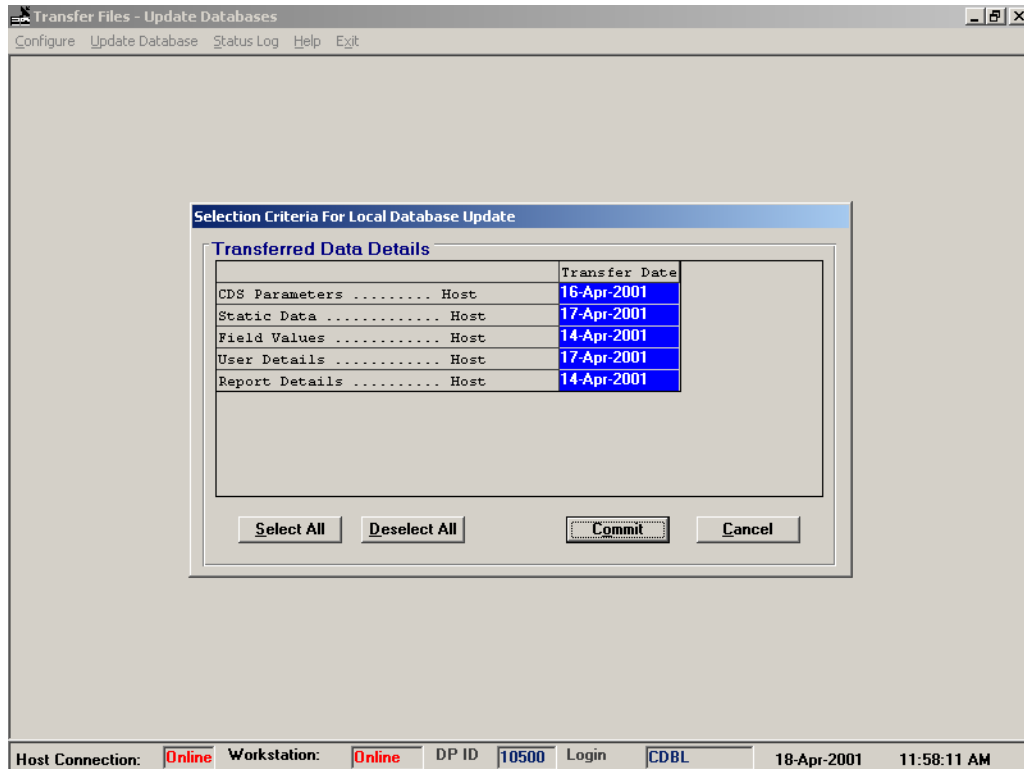 Transfer Files - Update Databases
Configure Update Database Status Log Help Exit
Selection Criteria For Local Database Update
Transferred Data Details
Transfer Date
CDS Parameters ......... Host 16-Apr-2001
Static Data ............. Host 17-Apr-2001
Field Values ............ Host 14-Apr-2001
User Details ............ Host 17-Apr-2001
Report Details .......... Host 14-Apr-2001
Select All Deselect All Commit Cancel
Host Connection: Online Workstation: Online DP ID 10500 Login CDBL 18-Apr-2001 11:58:11 AM